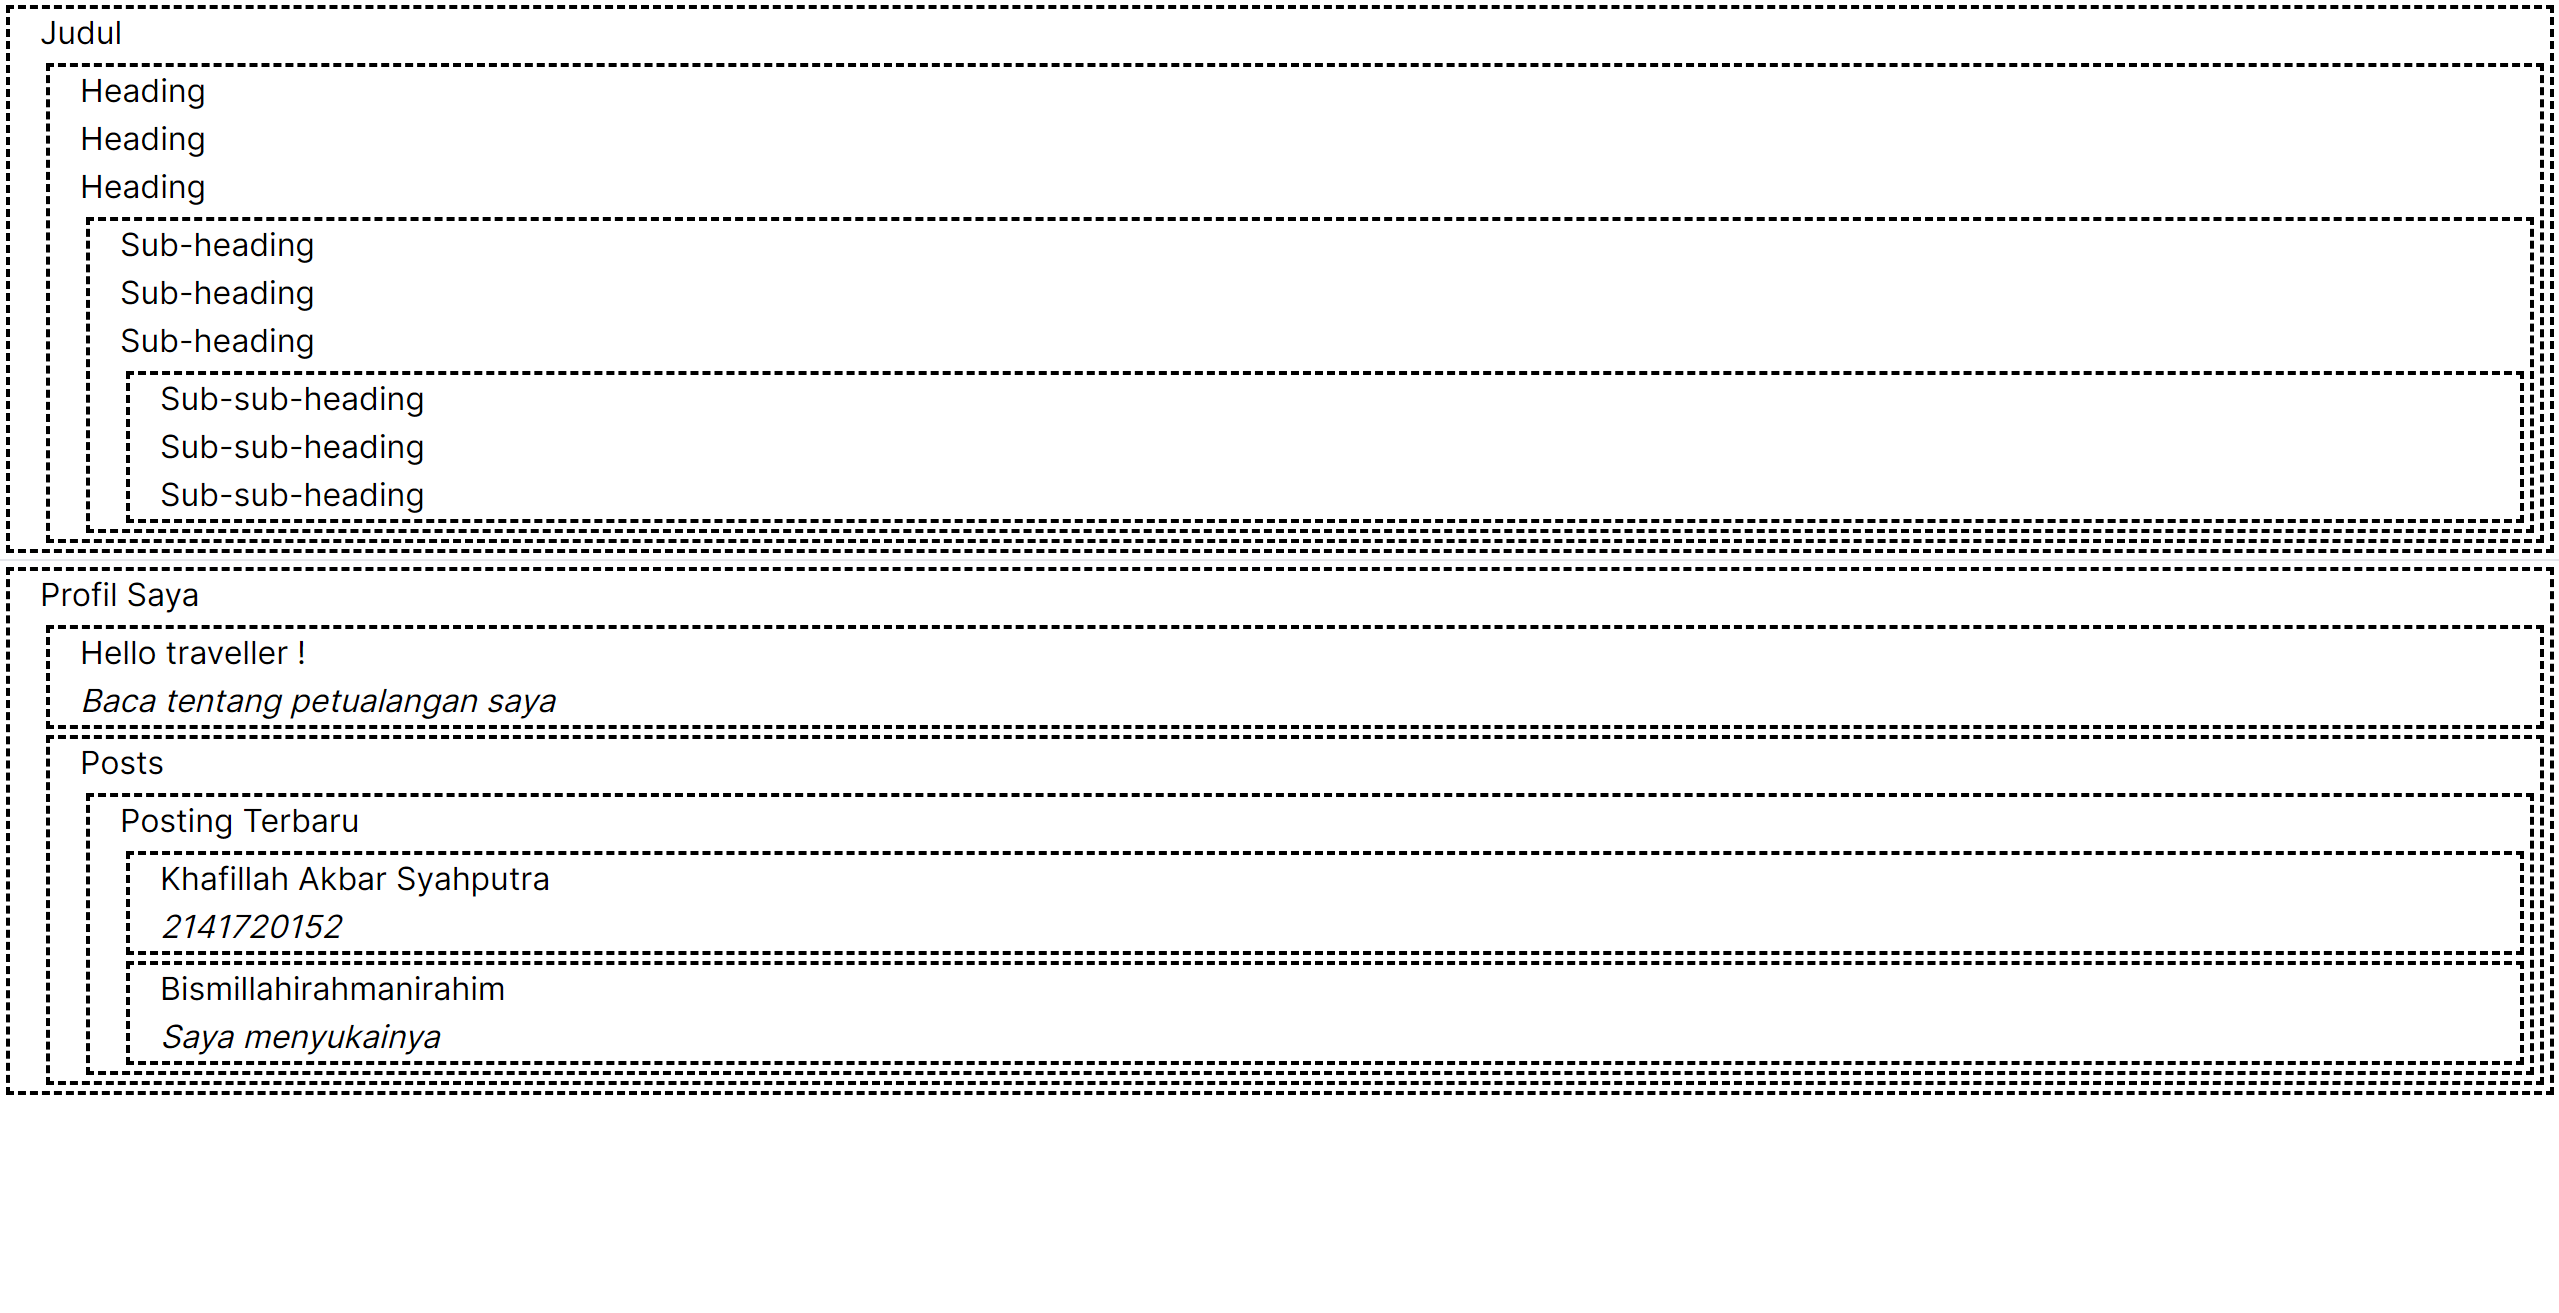 Judul
Heading
Heading
Heading
Sub-heading
Sub-heading
Sub-heading
Sub-sub-heading
Sub-sub-heading
Sub-sub-heading
Profil Saya
Hello traveller !
Baca tentang petualangan saya
Posts
Posting Terbaru
Khafillah Akbar Syahputra
2141720152
Bismillahirahmanirahim
Saya menyukainya